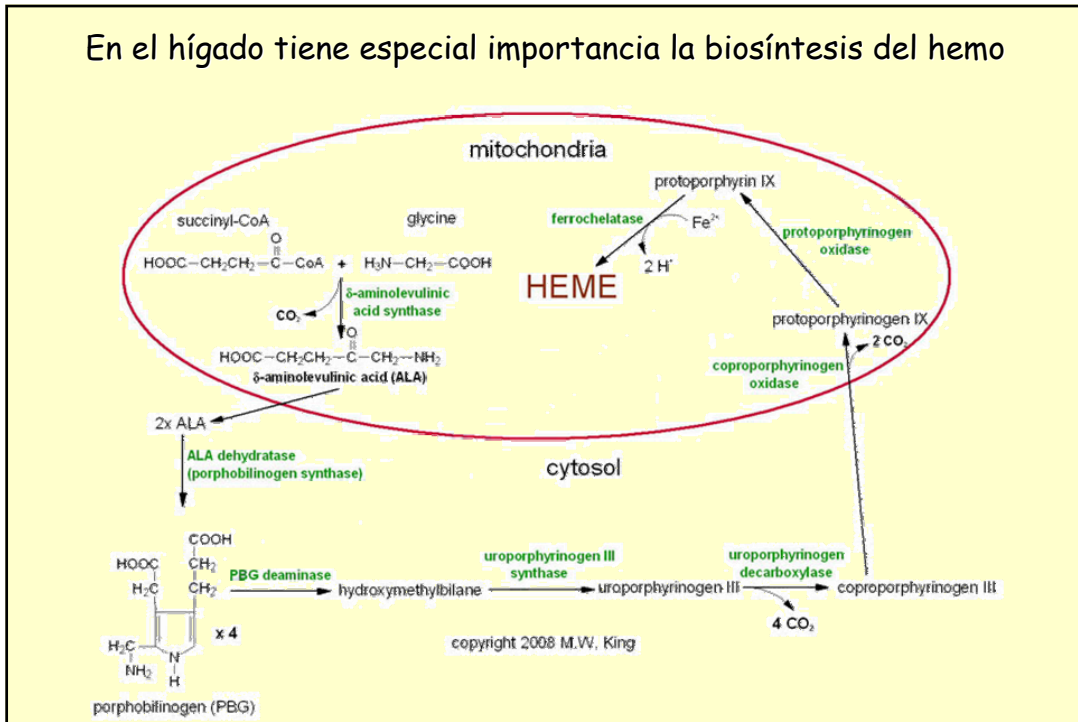 En el hígado tiene especial importancia la biosíntesis del hemo
mitochondria
succinyl-CoA
glycine
O
HOOC-CH₂CH₂-C-CoA + H₃N-CH₂-COOH
CO₂
δ-aminolevulinic
acid synthase
O
HOOC-CH₂CH₂-C-CH₂-NH₂
δ-aminolevulinic acid (ALA)
protoporphyrin IX
ferrochelatase
Fe²⁺
2 H⁺
HEME
protoporphyrinogen
oxidase
protoporphyrinogen IX
2 CO₂
coproporphyrinogen
oxidase
2x ALA
ALA dehydratase
(porphobilinogen synthase)
cytosol
COOH
HOOC CH₂
H₂C CH₂
x 4
H₂C
NH₂
N
H
porphobilinogen (PBG)
PBG deaminase
hydroxymethylbilane
uroporphyrinogen III
synthase
uroporphyrinogen III
uroporphyrinogen
decarboxylase
4 CO₂
coproporphyrinogen III
copyright 2008 M.W. King